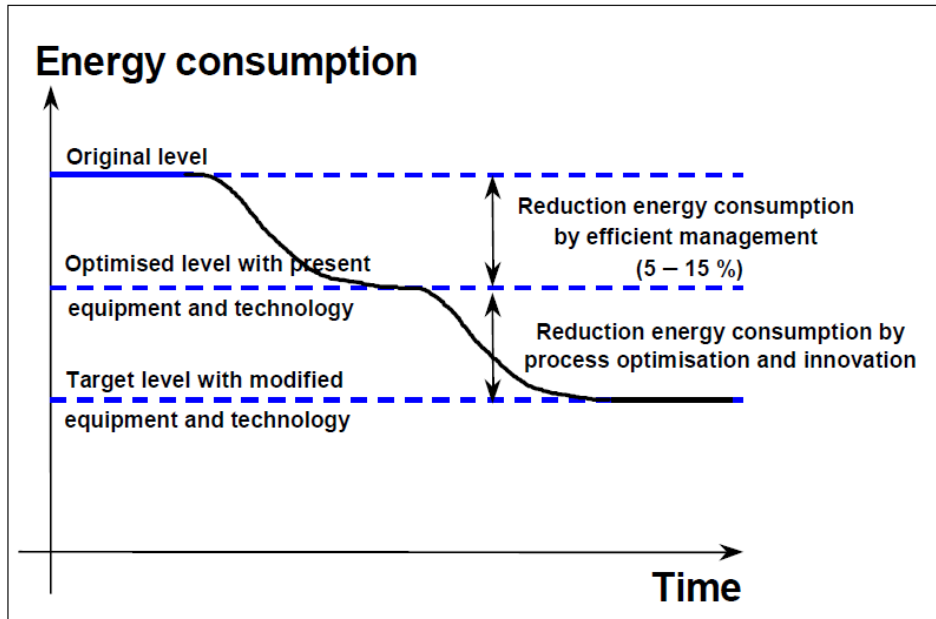 Energy consumption
Original level
Reduction energy consumption
by efficient management
(5 – 15 %)
Optimised level with present
equipment and technology
Reduction energy consumption by
process optimisation and innovation
Target level with modified
equipment and technology
Time